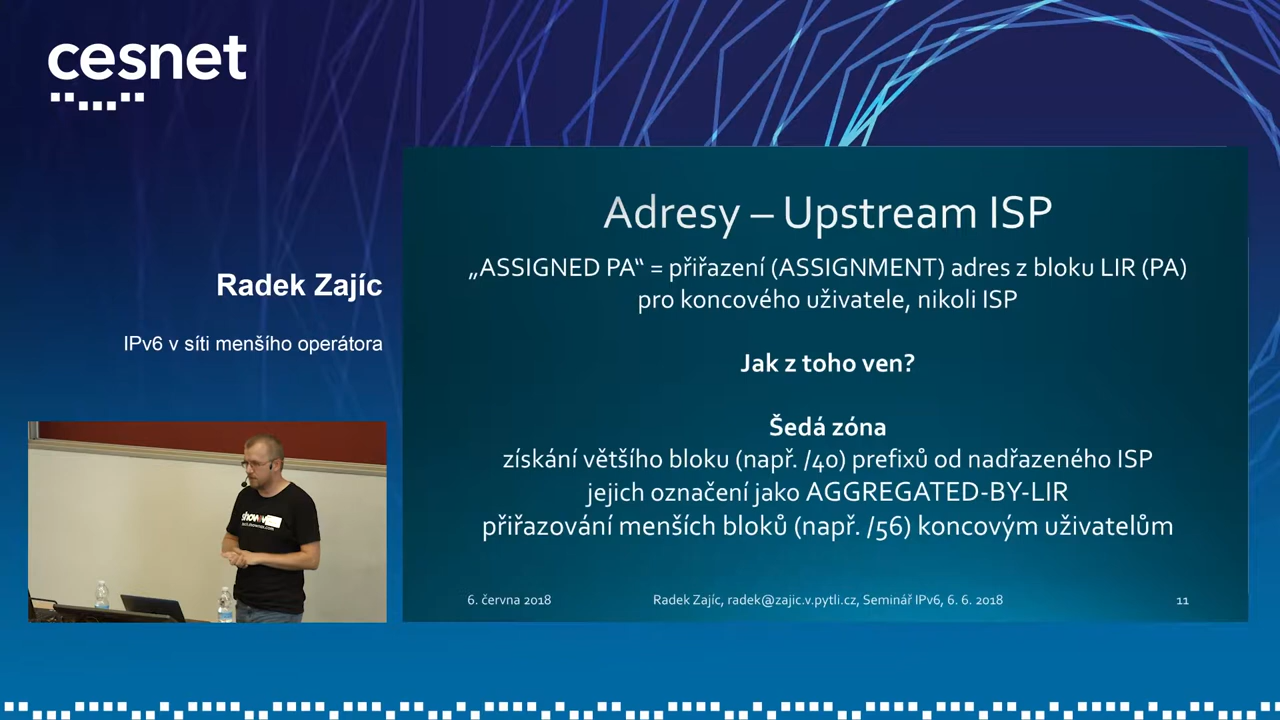 cesnet
Radek Zajíc
IPv6 v síti menšího operátora
Adresy – Upstream ISP
„ASSIGNED PA“ = přiřazení (ASSIGNMENT) adres z bloku LIR (PA)
pro koncového uživatele, nikoli ISP
Jak z toho ven?
Šedá zóna
získání většího bloku (např. /40) prefixů od nadřazeného ISP
jejich označení jako AGGREGATED-BY-LIR
přiřazování menších bloků (např. /56) koncovým uživatelům
6. června 2018
Radek Zajíc, radek@zajic.v.pytli.cz, Seminář IPv6, 6. 6. 2018
11